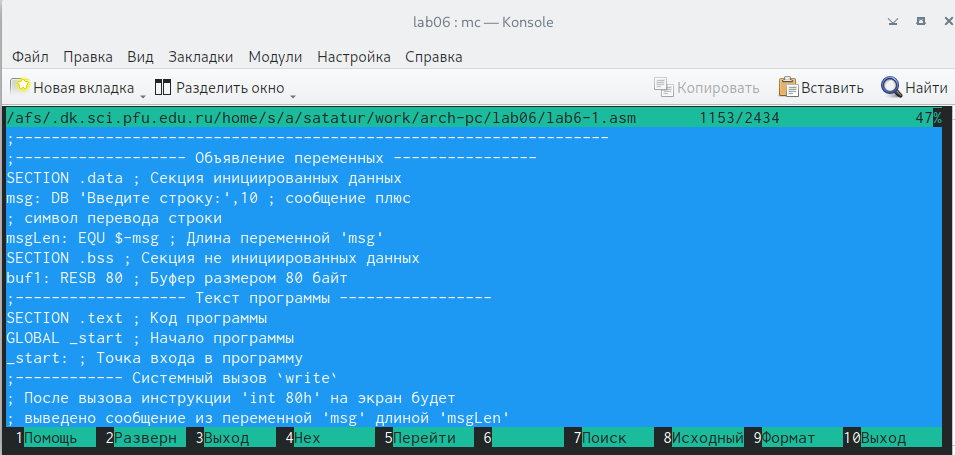 lab06 : mc — Konsole
Файл Правка Вид Закладки Модули Настройка Справка
Новая вкладка Разделить окно Копировать Вставить Найти
/afs/.dk.sci.pfu.edu.ru/home/s/a/satatur/work/arch-pc/lab06/lab6-1.asm 1153/2434 47%
;------------------------------------------------------------------
;------------------- Объявление переменных ----------------
SECTION .data ; Секция инициированных данных
msg: DB 'Введите строку:',10 ; сообщение плюс
; символ перевода строки
msgLen: EQU $-msg ; Длина переменной 'msg'
SECTION .bss ; Секция не инициированных данных
buf1: RESB 80 ; Буфер размером 80 байт
;------------------- Текст программы -----------------
SECTION .text ; Код программы
GLOBAL _start ; Начало программы
_start: ; Точка входа в программу
;------------ Системный вызов `write`
; После вызова инструкции 'int 80h' на экран будет
; выведено сообщение из переменной 'msg' длиной 'msgLen'
1Помощь 2Разверн 3Выход 4Hex 5Перейти 6 7Поиск 8Исходный 9Формат 10Выход